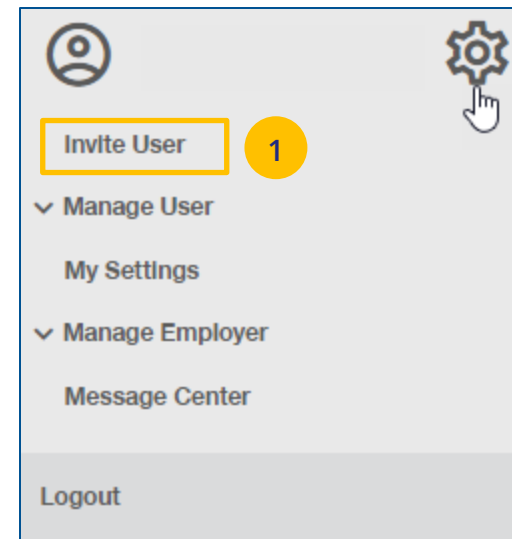 Invite User
1
Manage User
My Settings
Manage Employer
Message Center
Logout